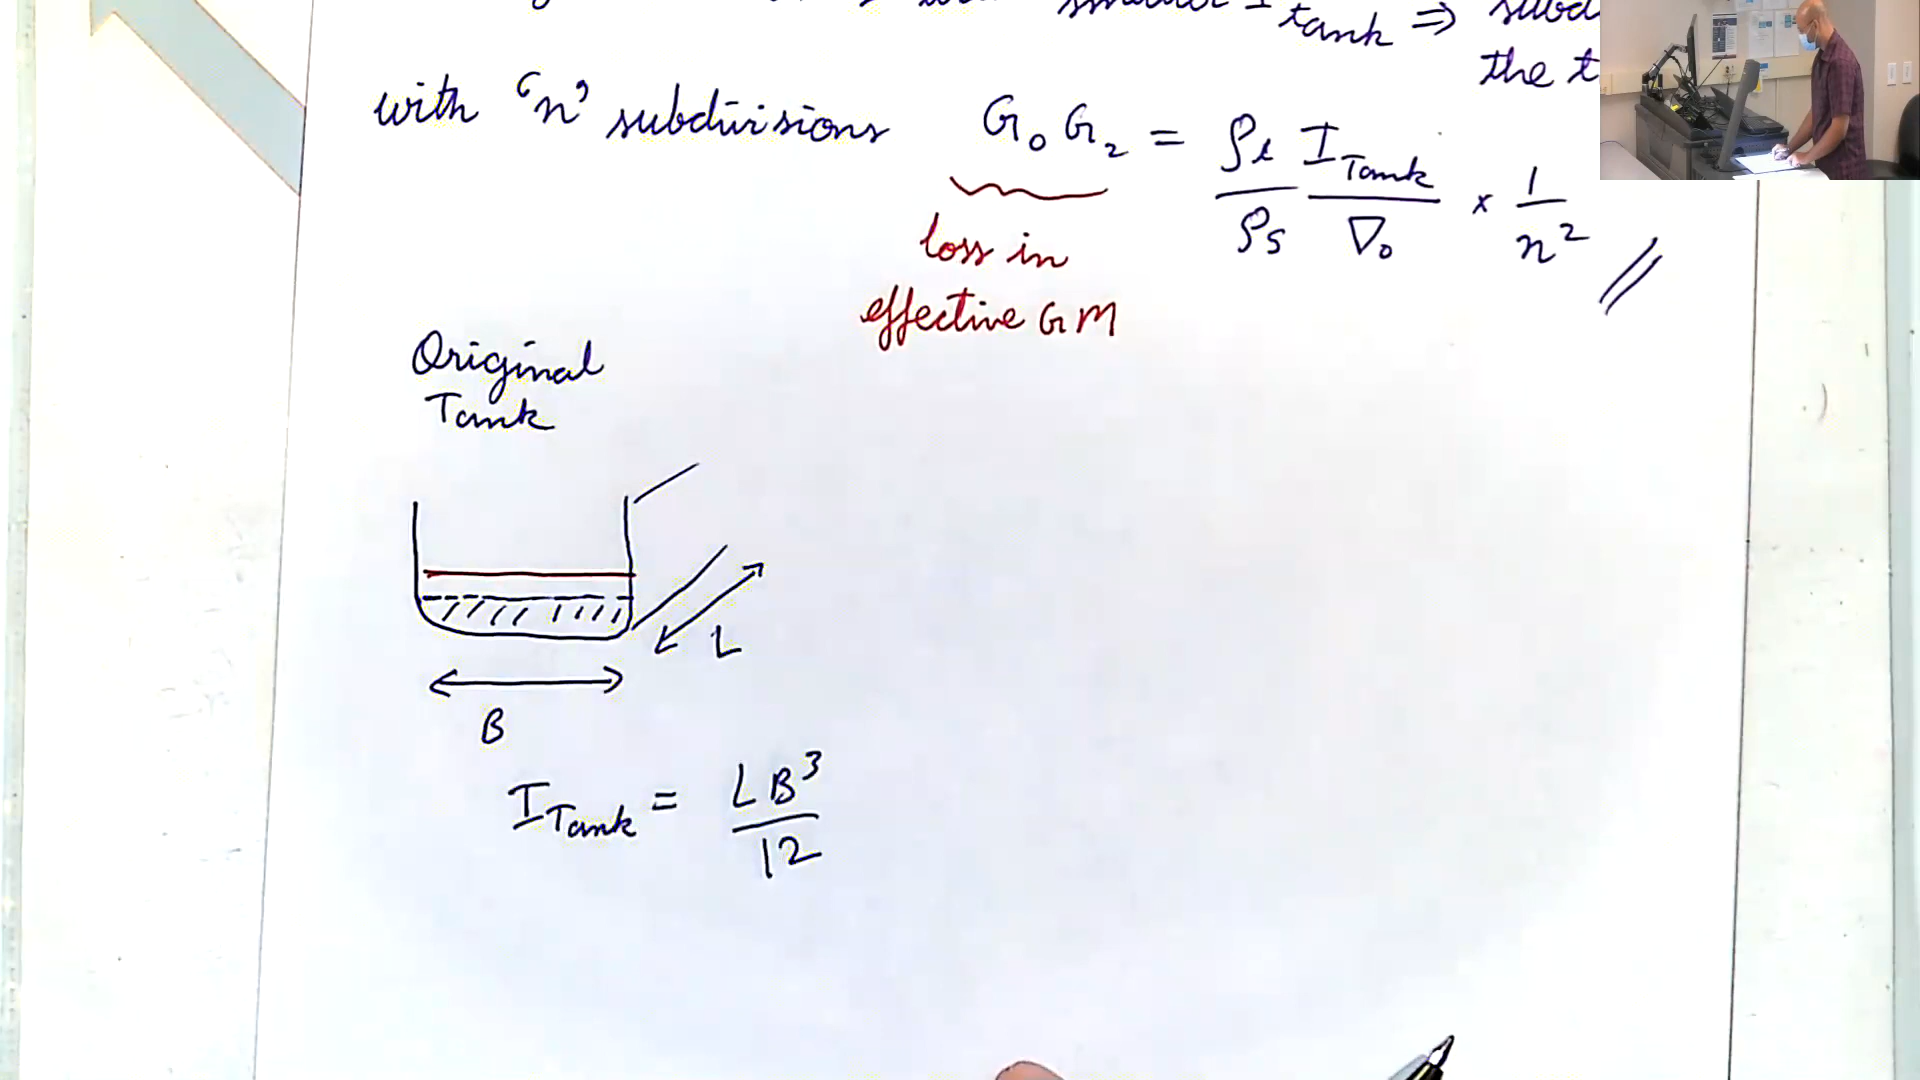 tank ⇒
the t
with 'n' subdivisions G₀G₂ = ρℓ/ρs I_Tank/∇₀ × 1/n²
loss in
effective GM
Original
Tank
L
B
I_Tank = LB³/12